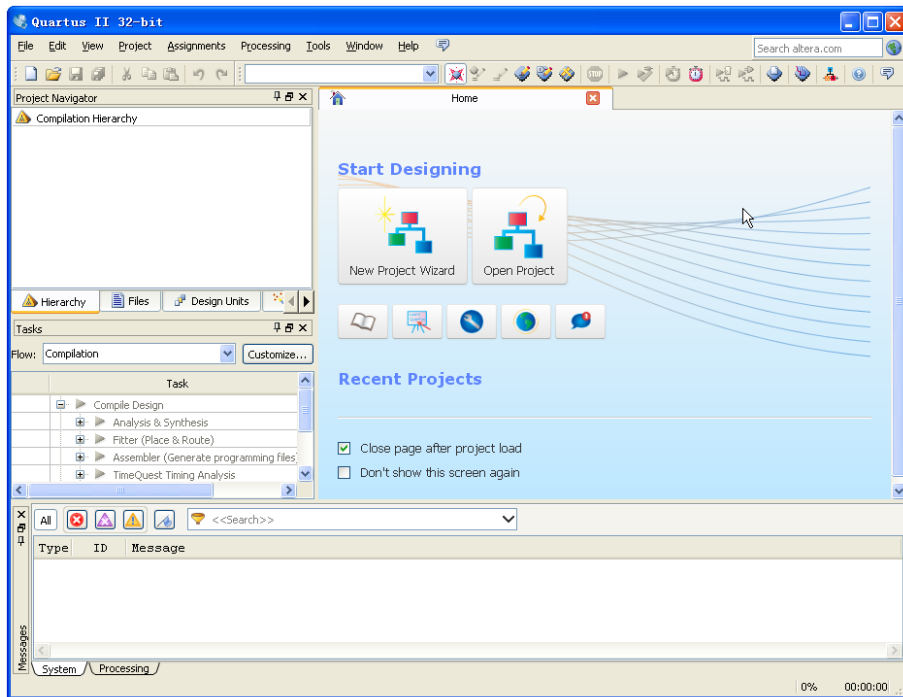 Quartus II 32-bit
File Edit View Project Assignments Processing Tools Window Help
Search altera.com
STOP
Project Navigator
Home
Compilation Hierarchy
Start Designing
New Project Wizard Open Project
Hierarchy Files Design Units
Tasks
Flow: Compilation Customize...
Recent Projects
Task
Compile Design
Analysis & Synthesis
Fitter (Place & Route)
Assembler (Generate programming files)
TimeQuest Timing Analysis
Close page after project load
Don't show this screen again
All <<Search>>
Type ID Message
Messages
System Processing
0% 00:00:00